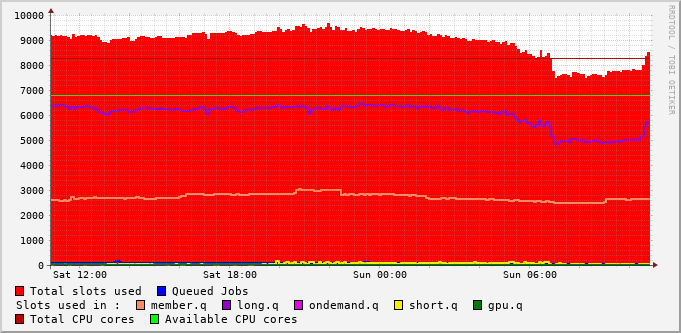 RRDTOOL / TOBI OETIKER
10000
9000
8000
7000
6000
5000
4000
3000
2000
1000
0
Sat 12:00 Sat 18:00 Sun 00:00 Sun 06:00
Total slots used Queued Jobs
Slots used in : member.q long.q ondemand.q short.q gpu.q
Total CPU cores Available CPU cores